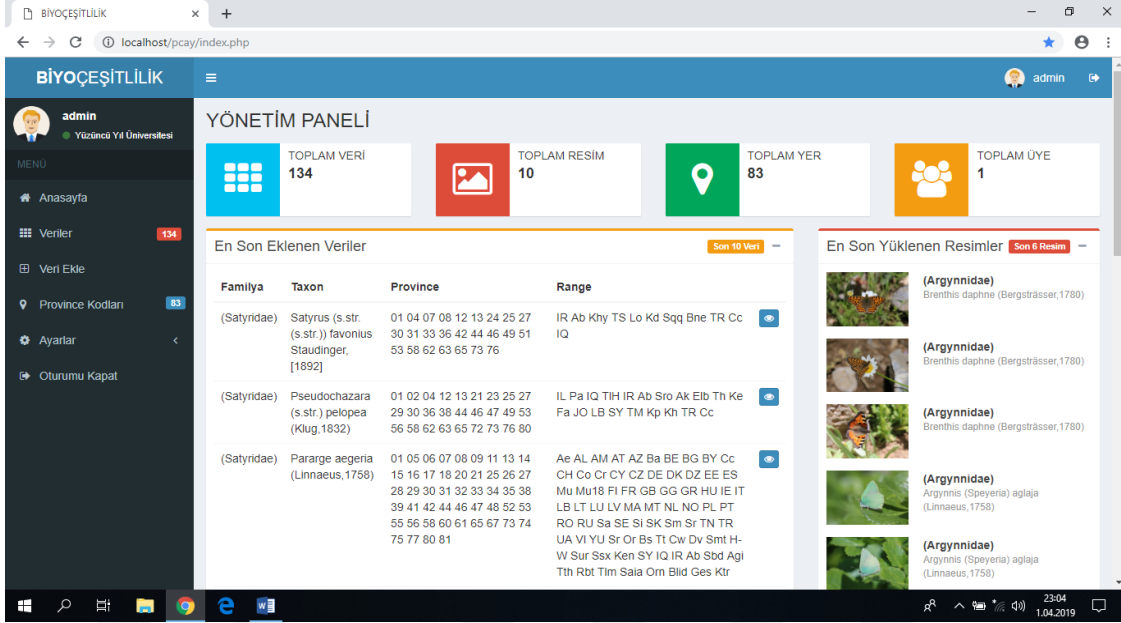 BİYOÇEŞİTLİLİK
localhost/pcay/index.php
BİYOÇEŞİTLİLİK
admin
admin
Yüzüncü Yıl Üniversitesi
MENÜ
Anasayfa
Veriler 134
Veri Ekle
Province Kodları 83
Ayarlar
Oturumu Kapat
YÖNETİM PANELİ
TOPLAM VERİ
134
TOPLAM RESİM
10
TOPLAM YER
83
TOPLAM ÜYE
1
En Son Eklenen Veriler Son 10 Veri
Familya Taxon Province Range
(Satyridae)
Satyrus (s.str.
(s.str.)) favonius
Staudinger,
[1892]
01 04 07 08 12 13 24 25 27
30 31 33 36 42 44 46 49 51
53 58 62 63 65 73 76
IR Ab Khy TS Lo Kd Sqq Bne TR Cc
IQ
(Satyridae)
Pseudochazara
(s.str.) pelopea
(Klug,1832)
01 02 04 12 13 21 23 25 27
29 30 36 38 44 46 47 49 53
56 58 62 63 65 72 73 76 80
IL Pa IQ TIH IR Ab Sro Ak Elb Th Ke
Fa JO LB SY TM Kp Kh TR Cc
(Satyridae)
Pararge aegeria
(Linnaeus,1758)
01 05 06 07 08 09 11 13 14
15 16 17 18 20 21 25 26 27
28 29 30 31 32 33 34 35 38
39 41 42 44 46 47 48 52 53
55 56 58 60 61 65 67 73 74
75 77 80 81
Ae AL AM AT AZ Ba BE BG BY Cc
CH Co Cr CY CZ DE DK DZ EE ES
Mu Mu18 FI FR GB GG GR HU IE IT
LB LT LU LV MA MT NL NO PL PT
RO RU Sa SE Si SK Sm Sr TN TR
UA VI YU Sr Or Bs Tt Cw Dv Smt H-
W Sur Ssx Ken SY IQ IR Ab Sbd Agi
Tth Rbt Tlm Saia Orn Blid Ges Ktr
En Son Yüklenen Resimler Son 6 Resim
(Argynnidae)
Brenthis daphne (Bergsträsser,1780)
(Argynnidae)
Brenthis daphne (Bergsträsser,1780)
(Argynnidae)
Brenthis daphne (Bergsträsser,1780)
(Argynnidae)
Argynnis (Speyeria) aglaja
(Linnaeus,1758)
(Argynnidae)
Argynnis (Speyeria) aglaja
(Linnaeus,1758)
23:04
1.04.2019